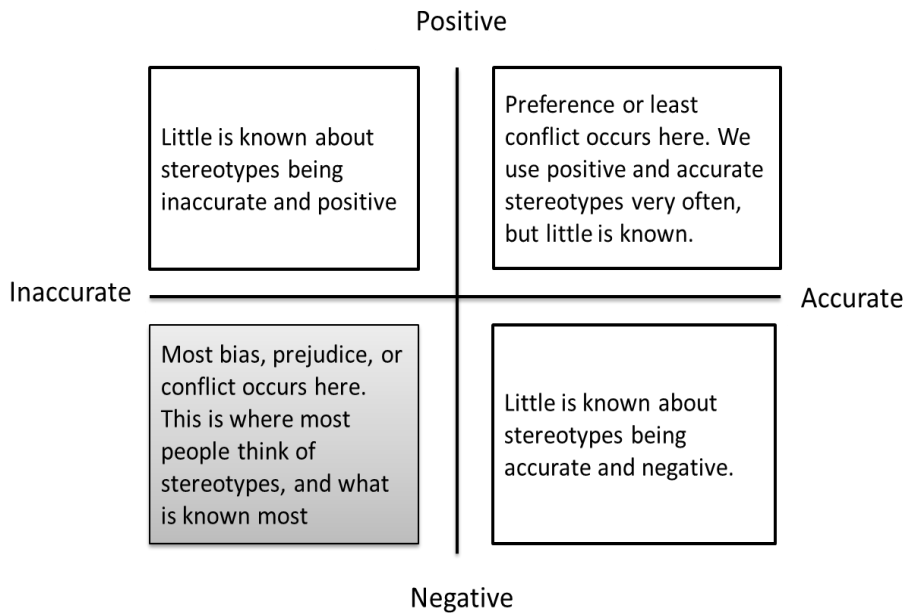 Positive
Little is known about
stereotypes being
inaccurate and positive
Preference or least
conflict occurs here. We
use positive and accurate
stereotypes very often,
but little is known.
Inaccurate
Accurate
Most bias, prejudice, or
conflict occurs here.
This is where most
people think of
stereotypes, and what
is known most
Little is known about
stereotypes being
accurate and negative.
Negative